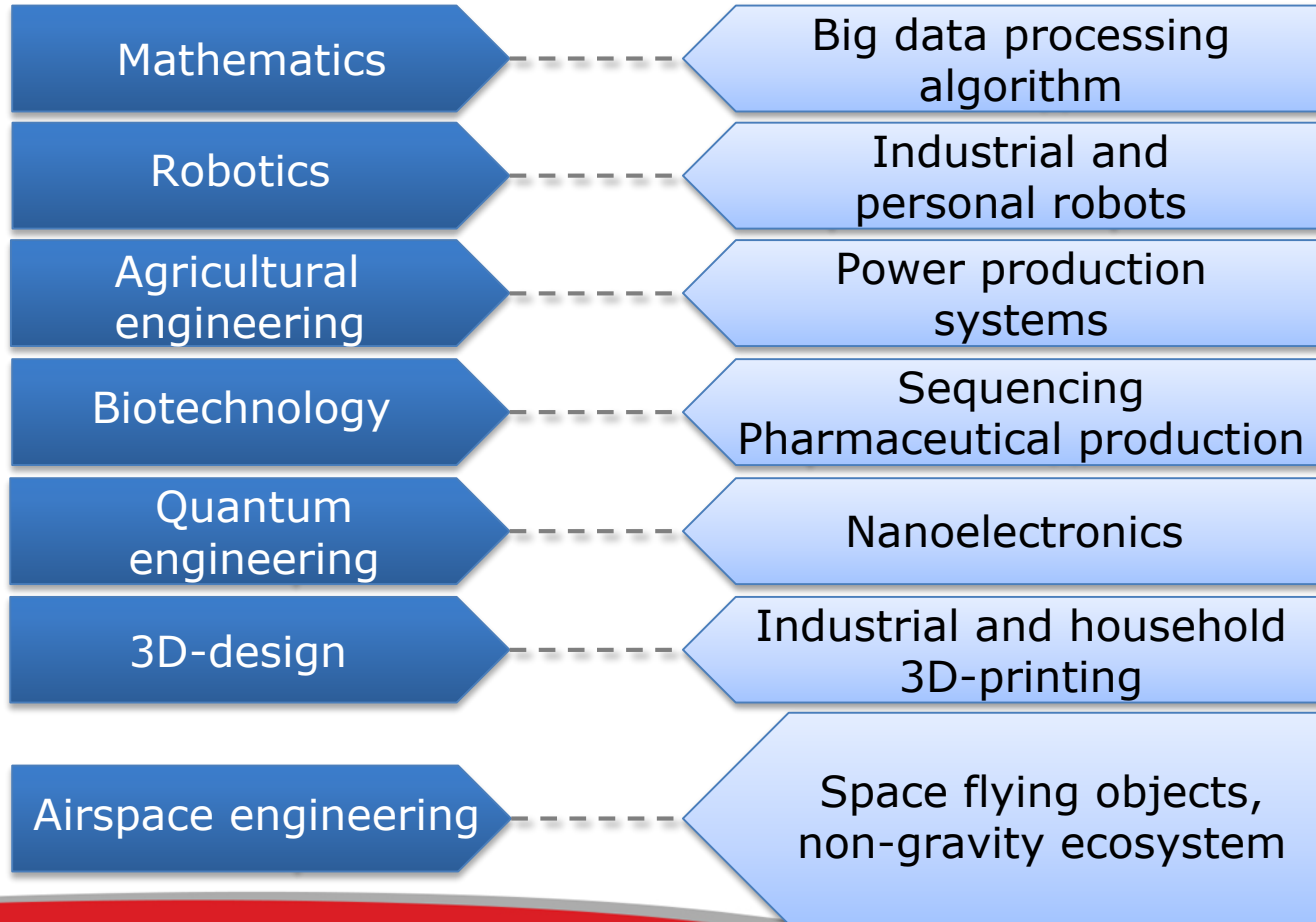 Mathematics
Big data processing
algorithm
Robotics
Industrial and
personal robots
Agricultural
engineering
Power production
systems
Biotechnology
Sequencing
Pharmaceutical production
Quantum
engineering
Nanoelectronics
3D-design
Industrial and household
3D-printing
Airspace engineering
Space flying objects,
non-gravity ecosystem